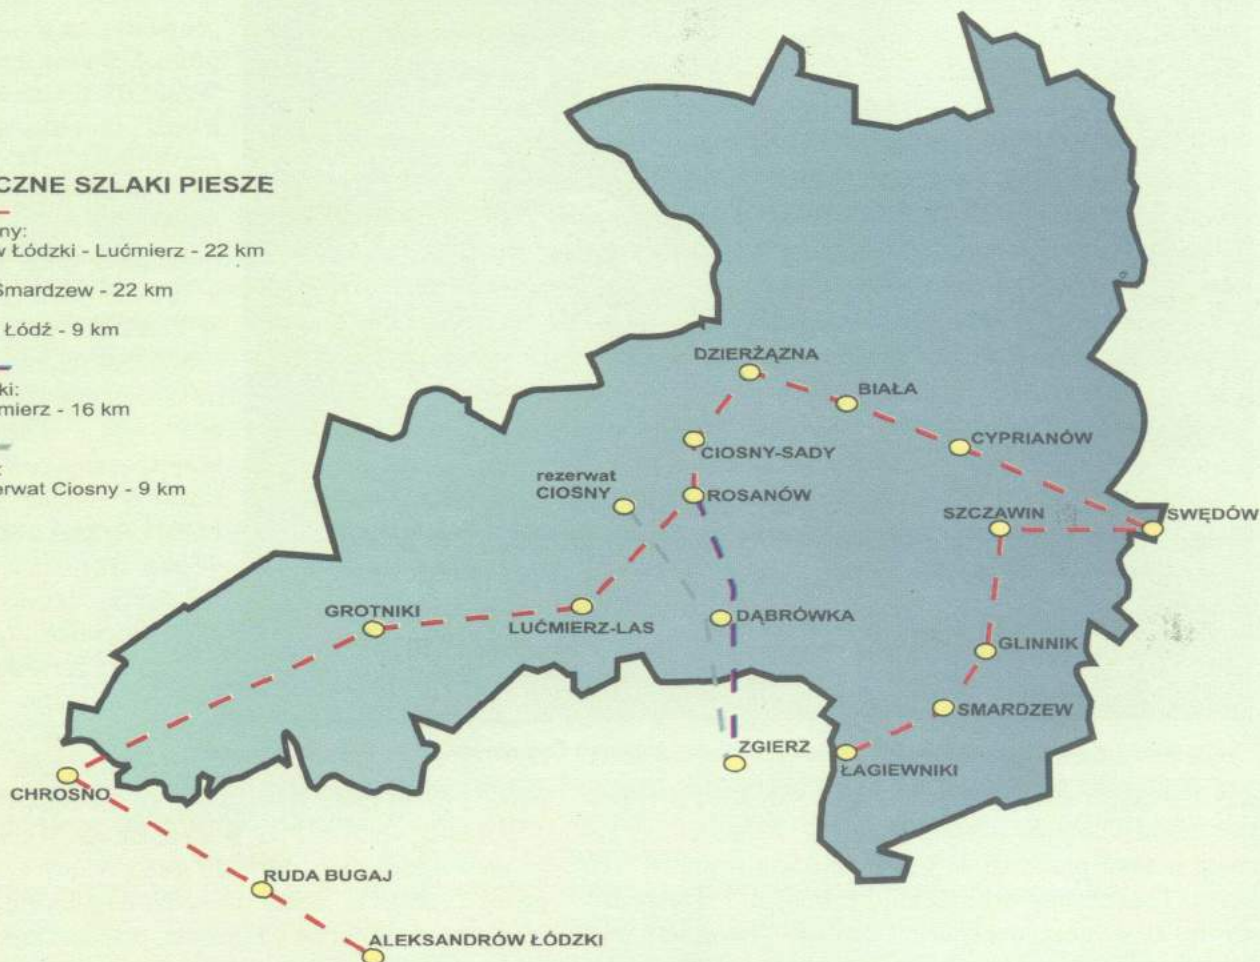 CZNE SZLAKI PIESZE
ny:
w Łódzki - Lućmierz - 22 km
Smardzew - 22 km
Łódź - 9 km
ki:
mierz - 16 km
:
erwat Ciosny - 9 km
DZIERŻĄZNA
BIAŁA
CIOSNY-SADY
CYPRIANÓW
rezerwat
CIOSNY
ROSANÓW
SZCZAWIN
SWĘDÓW
GROTNIKI
LUĆMIERZ-LAS
DĄBRÓWKA
GLINNIK
SMARDZEW
ZGIERZ
ŁAGIEWNIKI
CHROSNO
RUDA BUGAJ
ALEKSANDRÓW ŁÓDZKI